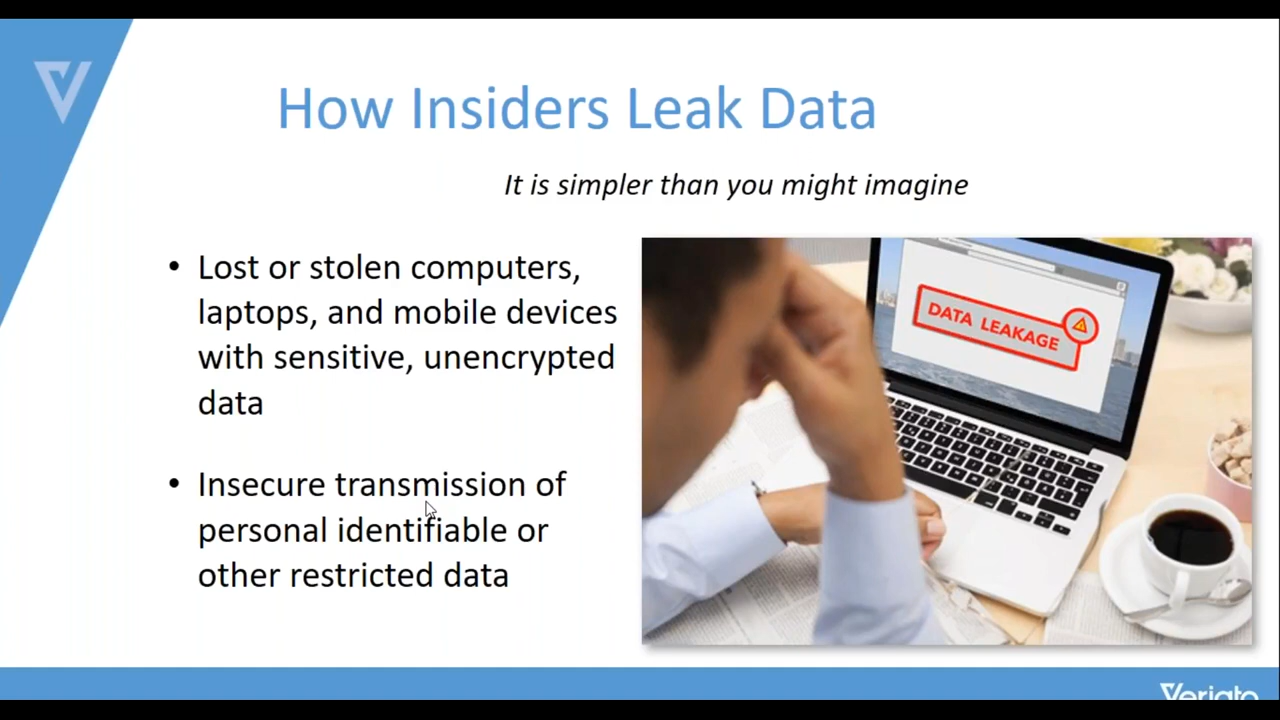 How Insiders Leak Data
It is simpler than you might imagine
• Lost or stolen computers,
laptops, and mobile devices
with sensitive, unencrypted
data
• Insecure transmission of
personal identifiable or
other restricted data
DATA LEAKAGE
Veriato